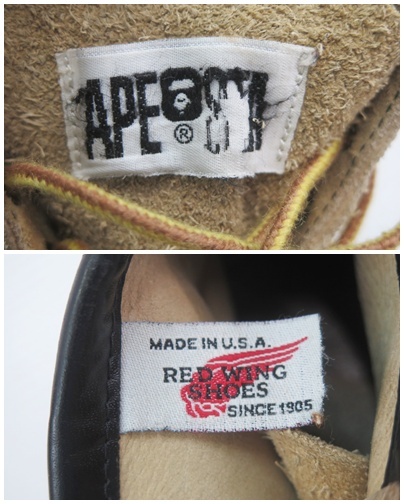 APE
®
MADE IN U.S.A.
RED WING
SHOES
SINCE 1905